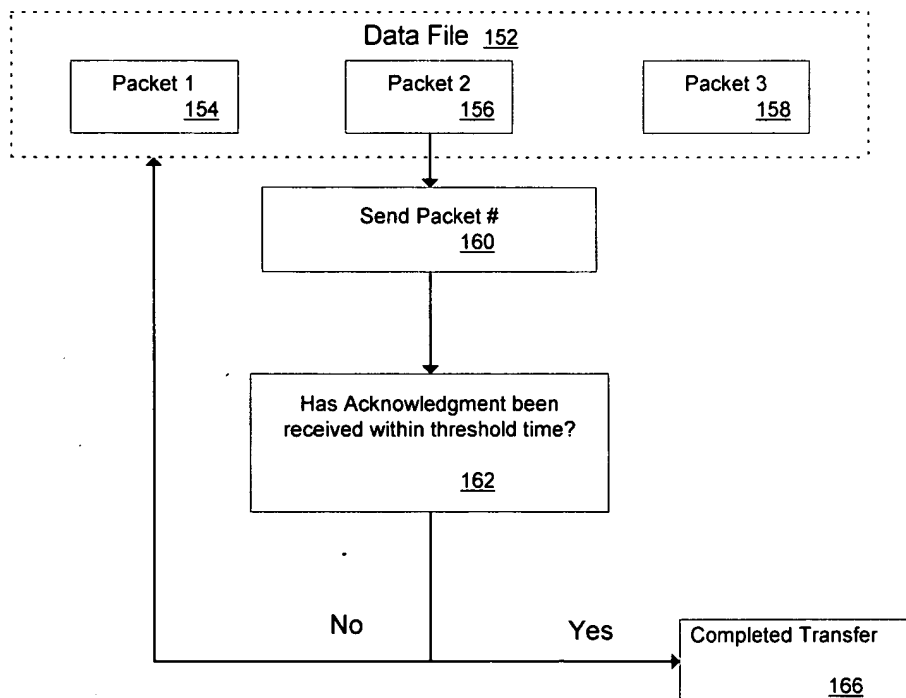 Data File 152
Packet 1
154
Packet 2
156
Packet 3
158
Send Packet #
160
Has Acknowledgment been
received within threshold time?
162
No
Yes
Completed Transfer
166